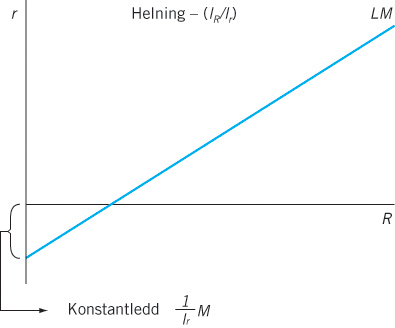 r
Helning – (l_R/l_r)
LM
R
Konstantledd 1/l_r M